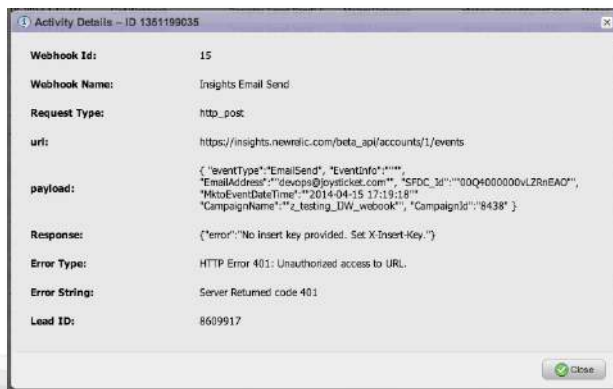 Activity Details – ID 1351199035
Webhook Id: 15
Webhook Name: Insights Email Send
Request Type: http_post
url: https://insights.newrelic.com/beta_api/accounts/1/events
payload: { "eventType":"EmailSend", "EventInfo":"""",
"EmailAddress":""devops@joysticket.com"", "SFDC_Id":""00Q4000000vLZRnEAO"",
"MktoEventDateTime":""2014-04-15 17:19:18""
"CampaignName":""z_testing_DW_webook"", "CampaignId":"8438" }
Response: {"error":"No insert key provided. Set X-Insert-Key."}
Error Type: HTTP Error 401: Unauthorized access to URL.
Error String: Server Returned code 401
Lead ID: 8609917
Close